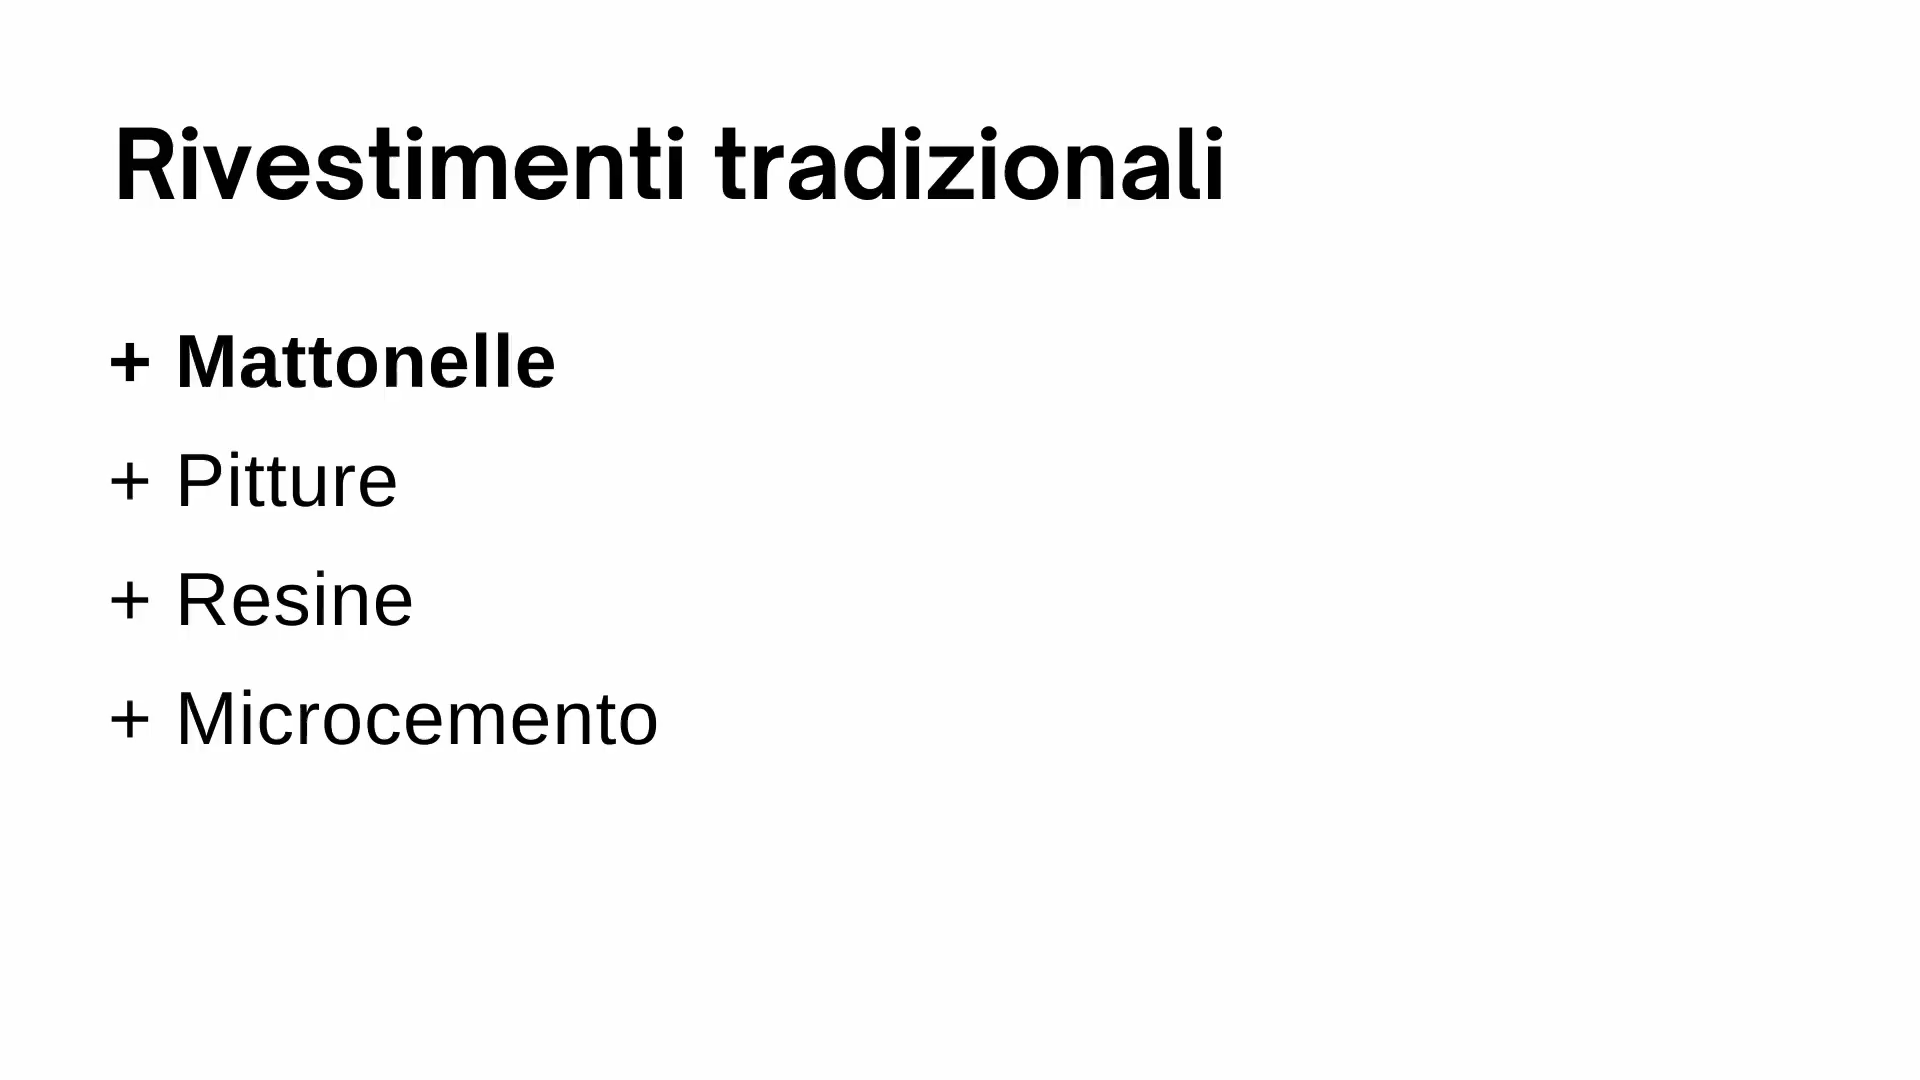 Rivestimenti tradizionali
+ Mattonelle
+ Pitture
+ Resine
+ Microcemento